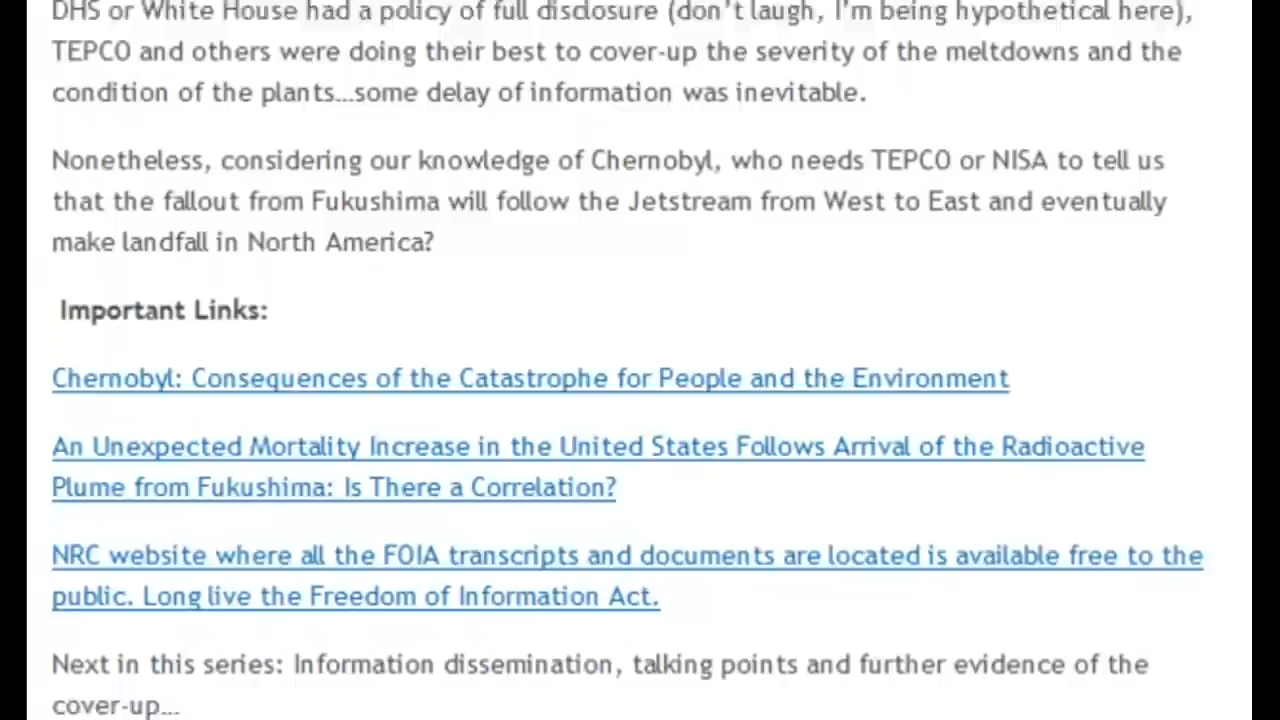 DHS or White House had a policy of full disclosure (don't laugh, I'm being hypothetical here),
TEPCO and others were doing their best to cover-up the severity of the meltdowns and the
condition of the plants...some delay of information was inevitable.
Nonetheless, considering our knowledge of Chernobyl, who needs TEPCO or NISA to tell us
that the fallout from Fukushima will follow the Jetstream from West to East and eventually
make landfall in North America?
Important Links:
Chernobyl: Consequences of the Catastrophe for People and the Environment
An Unexpected Mortality Increase in the United States Follows Arrival of the Radioactive
Plume from Fukushima: Is There a Correlation?
NRC website where all the FOIA transcripts and documents are located is available free to the
public. Long live the Freedom of Information Act.
Next in this series: Information dissemination, talking points and further evidence of the
cover-up...